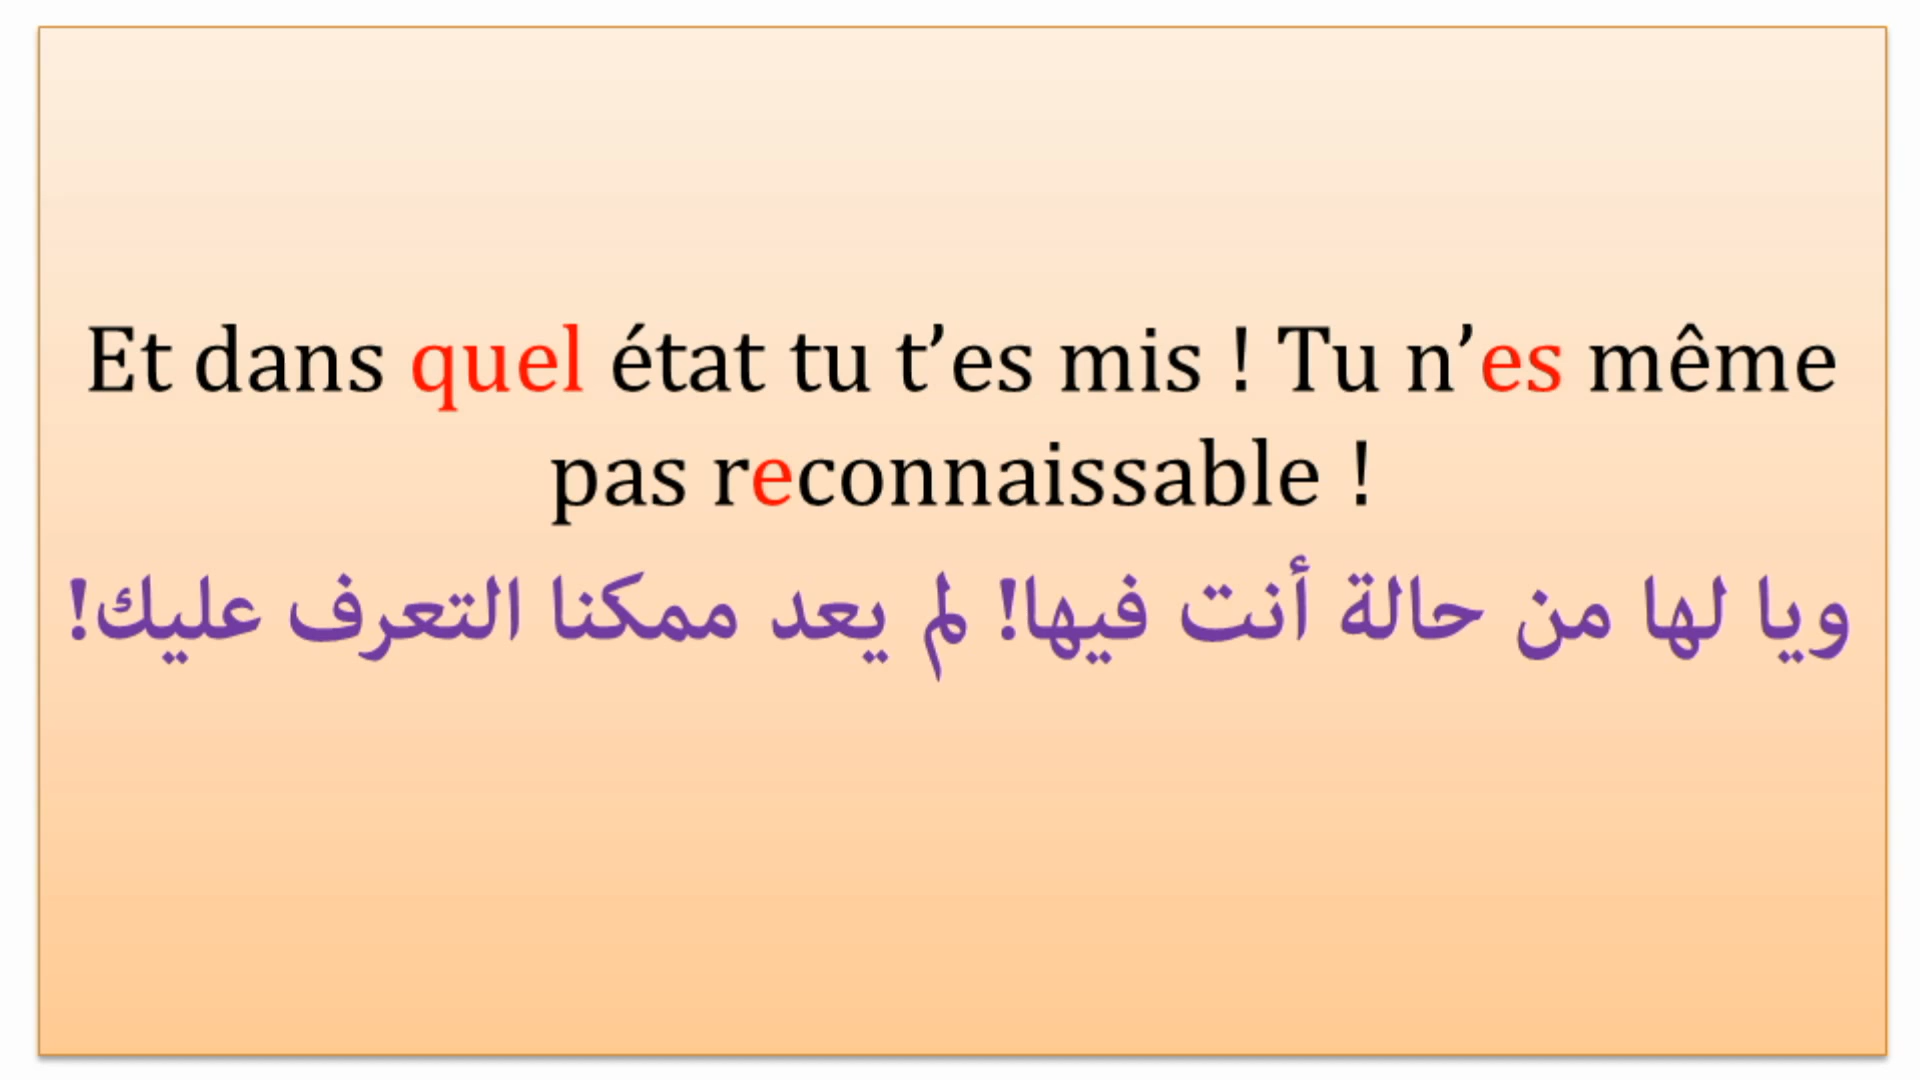 Et dans quel état tu t’es mis ! Tu n’es même
pas reconnaissable !
ويا لها من حالة أنت فيها! لم يعد ممكنا التعرف عليك!